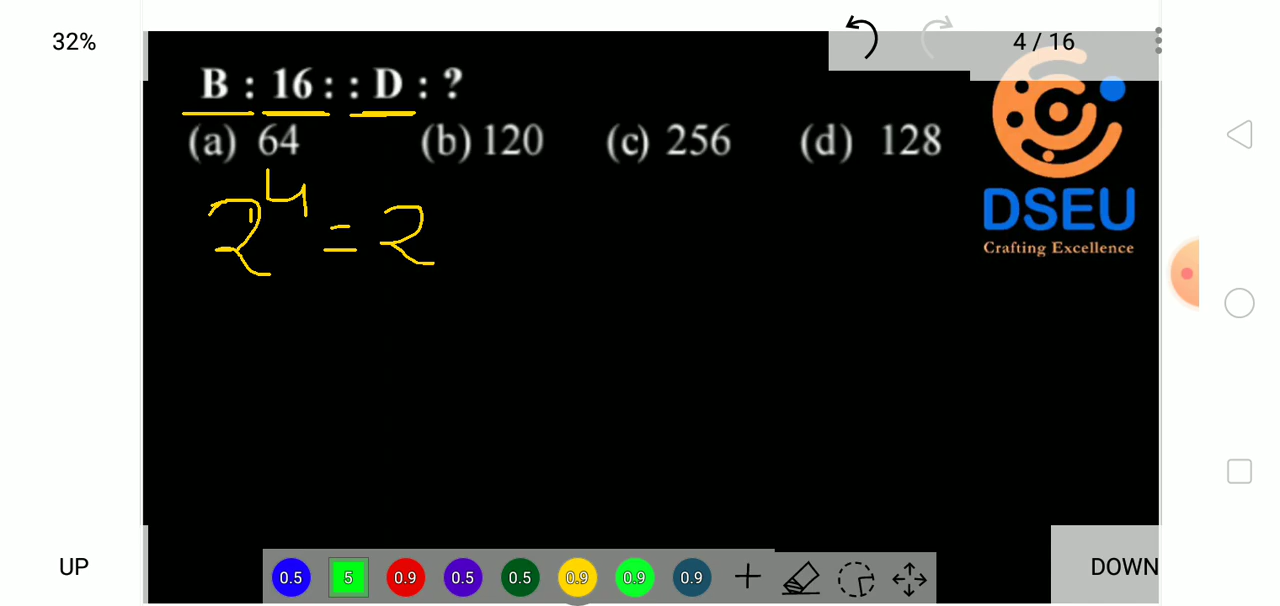 32%
4 / 16
B : 16 : : D : ?
(a) 64 (b) 120 (c) 256 (d) 128
2⁴ = 2
DSEU
Crafting Excellence
UP
DOWN
0.5 5 0.9 0.5 0.5 0.9 0.9 0.9